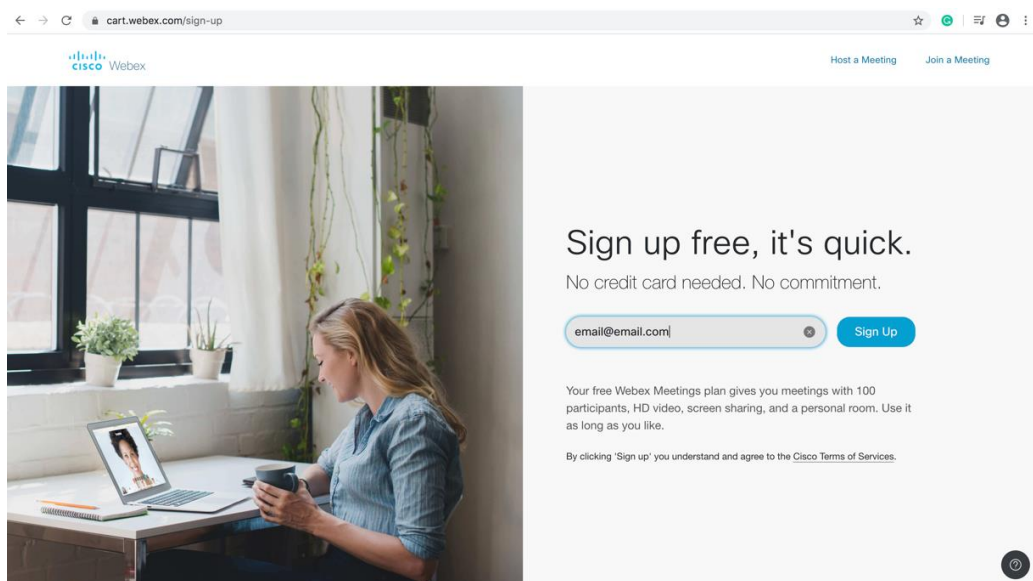 cart.webex.com/sign-up
CISCO Webex
Host a Meeting
Join a Meeting
Sign up free, it's quick.
No credit card needed. No commitment.
email@email.com
Sign Up
Your free Webex Meetings plan gives you meetings with 100
participants, HD video, screen sharing, and a personal room. Use it
as long as you like.
By clicking 'Sign up' you understand and agree to the Cisco Terms of Services.